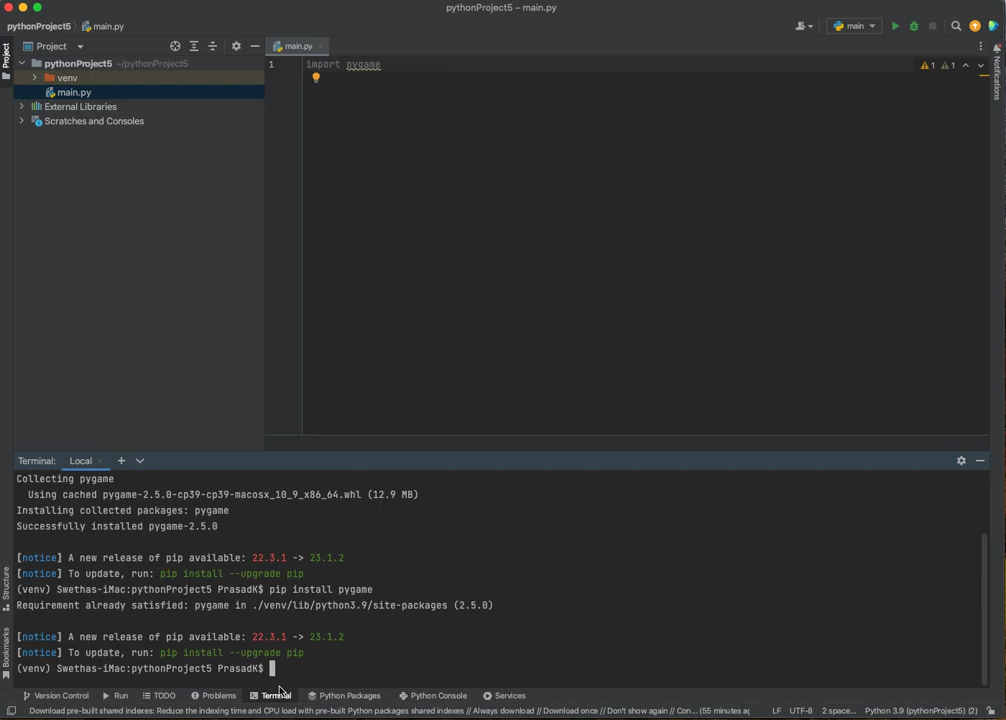 pythonProject5 – main.py
pythonProject5 main.py
main
Project
main.py
Project
pythonProject5 ~/pythonProject5
venv
main.py
External Libraries
Scratches and Consoles
1 import pygame
1 1
Notifications
Terminal: Local
Collecting pygame
Using cached pygame-2.5.0-cp39-cp39-macosx_10_9_x86_64.whl (12.9 MB)
Installing collected packages: pygame
Successfully installed pygame-2.5.0
[notice] A new release of pip available: 22.3.1 -> 23.1.2
[notice] To update, run: pip install --upgrade pip
(venv) Swethas-iMac:pythonProject5 PrasadK$ pip install pygame
Requirement already satisfied: pygame in ./venv/lib/python3.9/site-packages (2.5.0)
[notice] A new release of pip available: 22.3.1 -> 23.1.2
[notice] To update, run: pip install --upgrade pip
(venv) Swethas-iMac:pythonProject5 PrasadK$
Structure
Bookmarks
Version Control Run TODO Problems Terminal Python Packages Python Console Services
Download pre-built shared indexes: Reduce the indexing time and CPU load with pre-built Python packages shared indexes // Always download // Download once // Don't show again // Con... (55 minutes ag LF UTF-8 2 space... Python 3.9 (pythonProject5) (2)